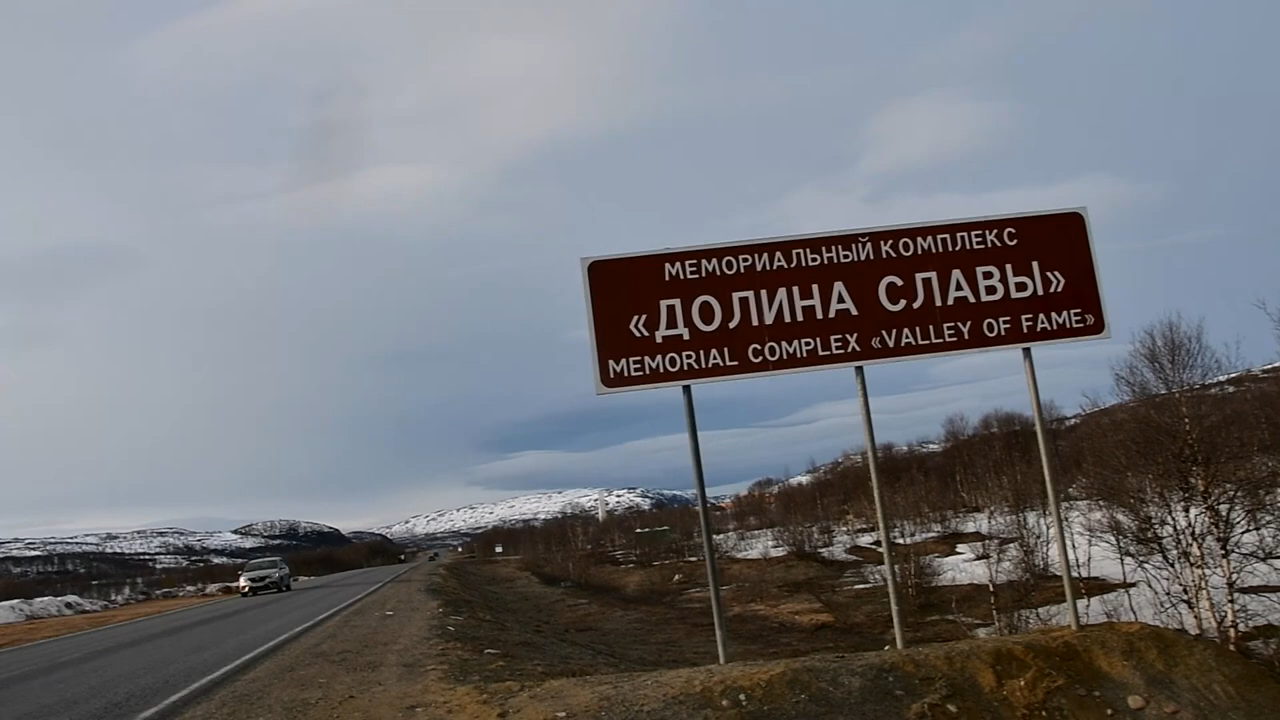 МЕМОРИАЛЬНЫЙ КОМПЛЕКС
«ДОЛИНА СЛАВЫ»
MEMORIAL COMPLEX «VALLEY OF FAME»